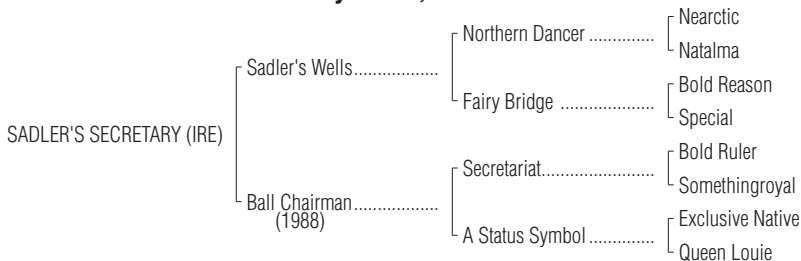 Nearctic
Northern Dancer ..............
Natalma
Sadler's Wells..................
Bold Reason
Fairy Bridge ....................
Special
SADLER'S SECRETARY (IRE)
Bold Ruler
Secretariat........................
Somethingroyal
Ball Chairman..................
(1988)
Exclusive Native
A Status Symbol ..............
Queen Louie